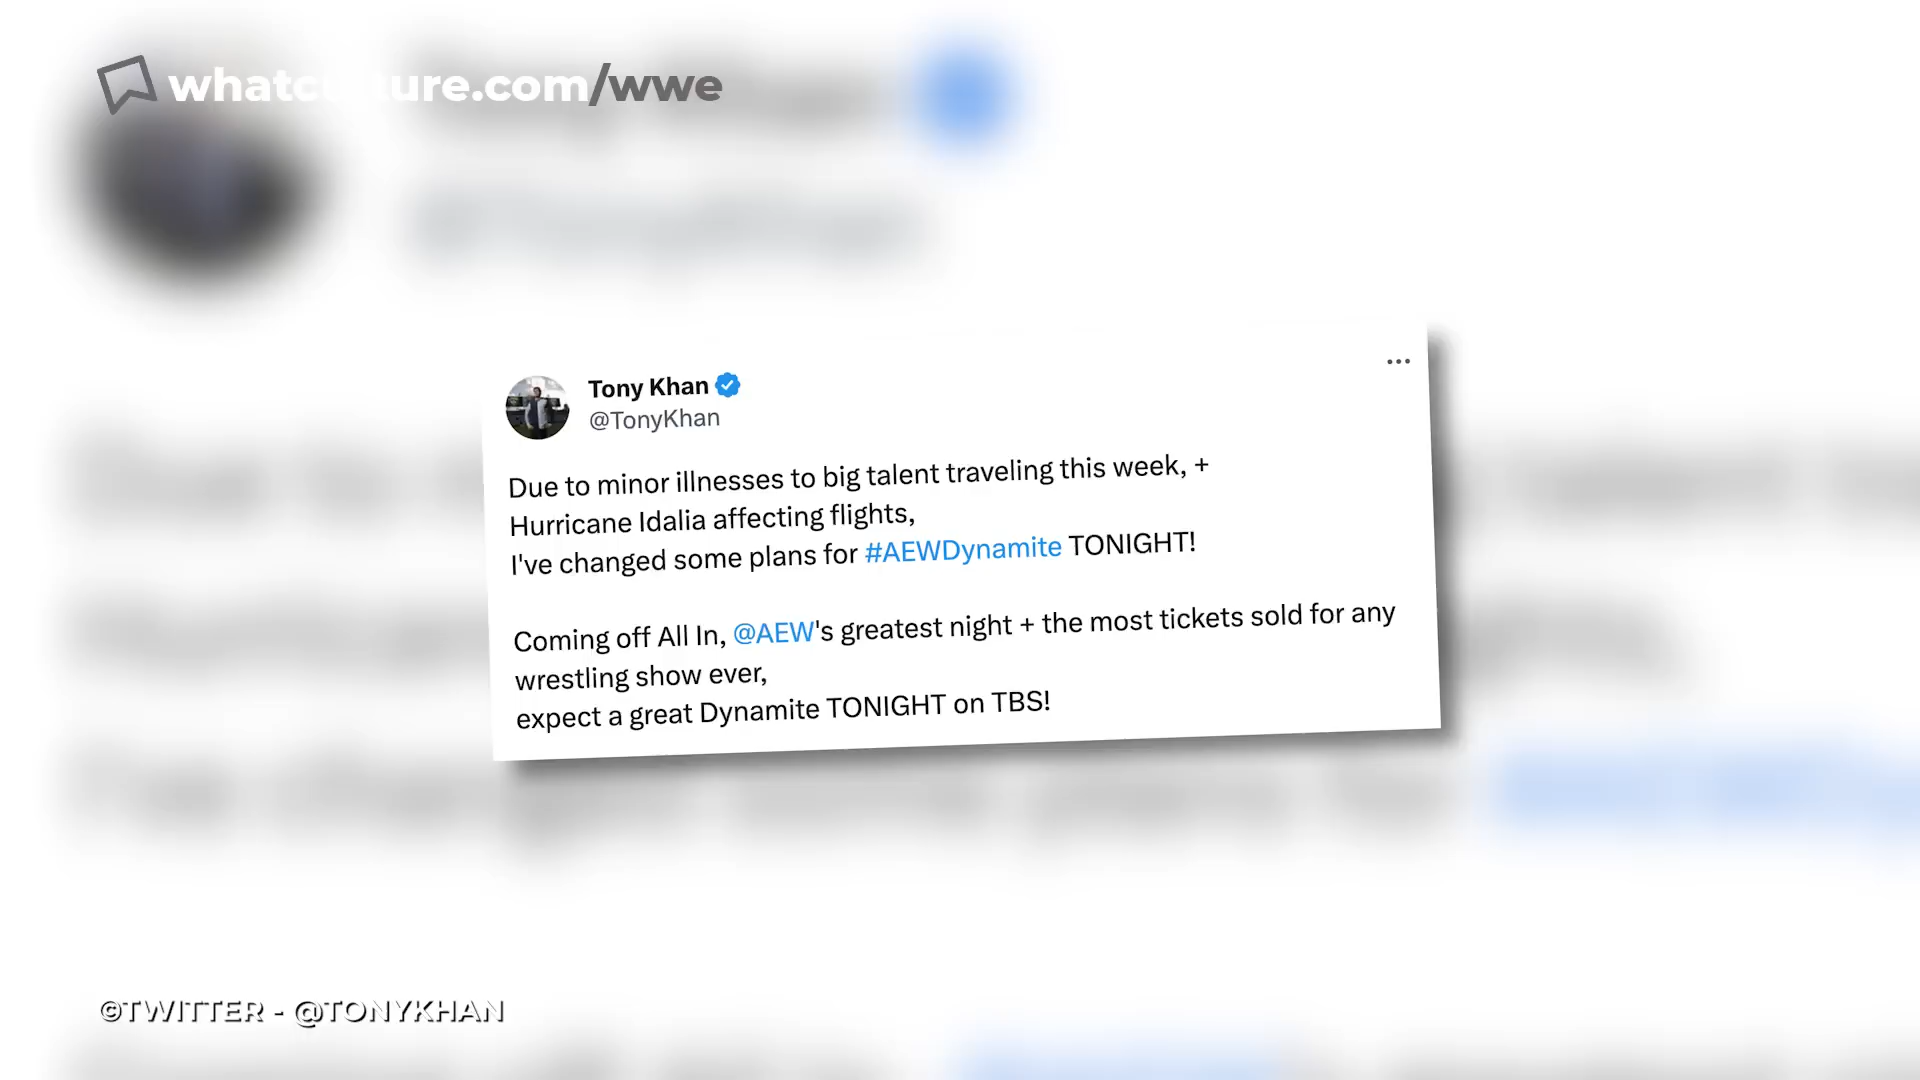 whatculture.com/wwe
Tony Khan
@TonyKhan
Due to minor illnesses to big talent traveling this week, +
Hurricane Idalia affecting flights,
I've changed some plans for #AEWDynamite TONIGHT!
Coming off All In, @AEW's greatest night + the most tickets sold for any
wrestling show ever,
expect a great Dynamite TONIGHT on TBS!
©TWITTER - @TONYKHAN